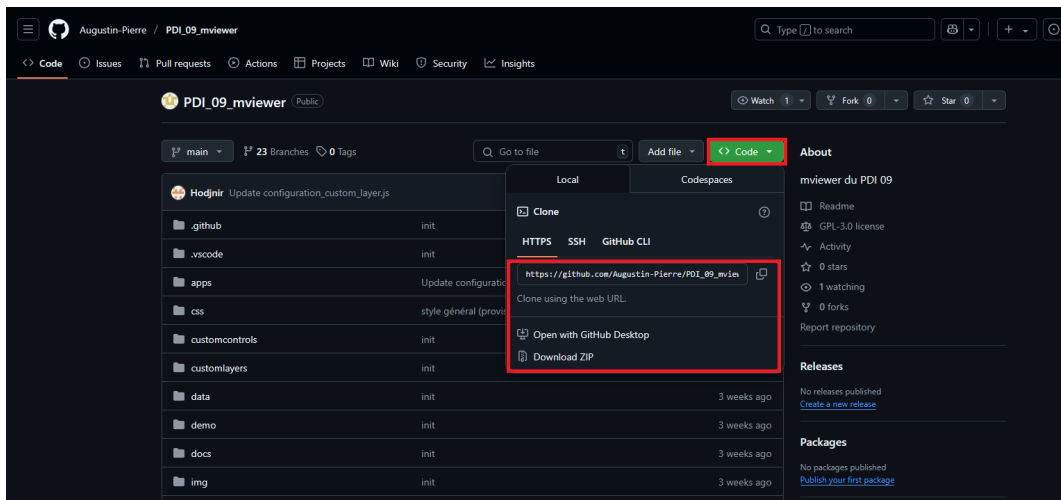 Augustin-Pierre / PDI_09_mviewer
Type / to search
Code Issues Pull requests Actions Projects Wiki Security Insights
PDI_09_mviewer Public
Watch 1 Fork 0 Star 0
main 23 Branches 0 Tags
Go to file t
Add file
Code
Local Codespaces
Clone
HTTPS SSH GitHub CLI
https://github.com/Augustin-Pierre/PDI_09_mview
Clone using the web URL.
Open with GitHub Desktop
Download ZIP
Hodjnir Update configuration_custom_layer.js
.github init
.vscode init
apps Update configuratio
css style général (provis
customcontrols init
customlayers init
data init 3 weeks ago
demo init 3 weeks ago
docs init 3 weeks ago
img init 3 weeks ago
About
mviewer du PDI 09
Readme
GPL-3.0 license
Activity
0 stars
1 watching
0 forks
Report repository
Releases
No releases published
Create a new release
Packages
No packages published
Publish your first package